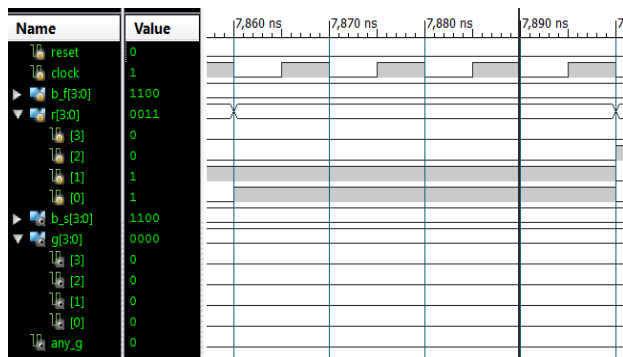 Name Value 7,860 ns 7,870 ns 7,880 ns 7,890 ns 7
reset 0
clock 1
b_f[3:0] 1100
r[3:0] 0011
[3] 0
[2] 0
[1] 1
[0] 1
b_s[3:0] 1100
g[3:0] 0000
[3] 0
[2] 0
[1] 0
[0] 0
any_g 0